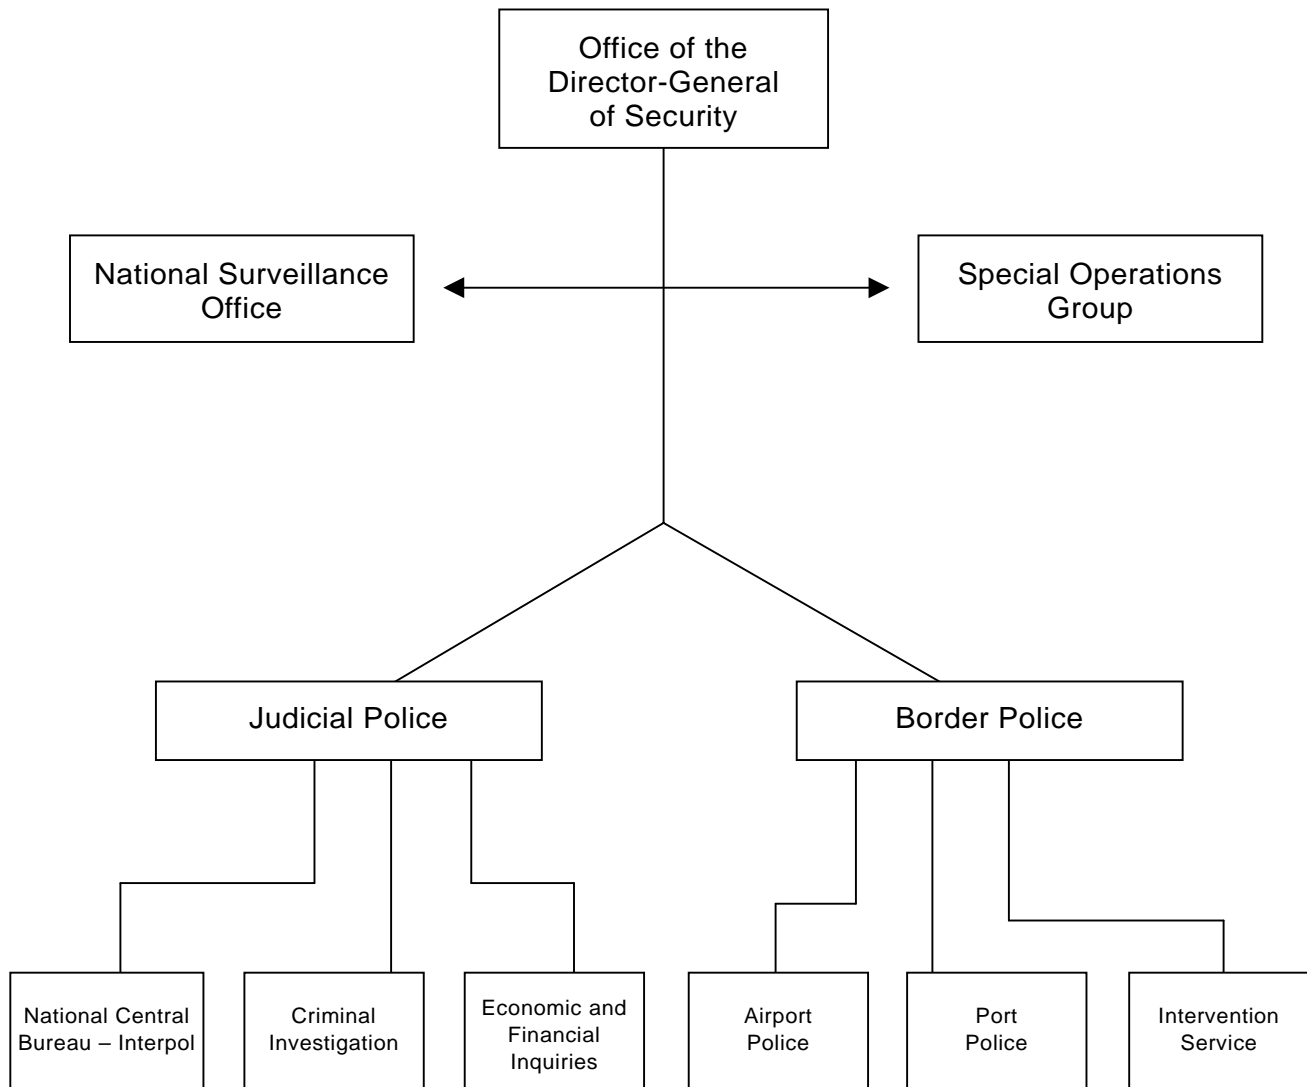 Office of the
Director-General
of Security
National Surveillance
Office
Special Operations
Group
Judicial Police
Border Police
National Central
Bureau – Interpol
Criminal
Investigation
Economic and
Financial
Inquiries
Airport
Police
Port
Police
Intervention
Service